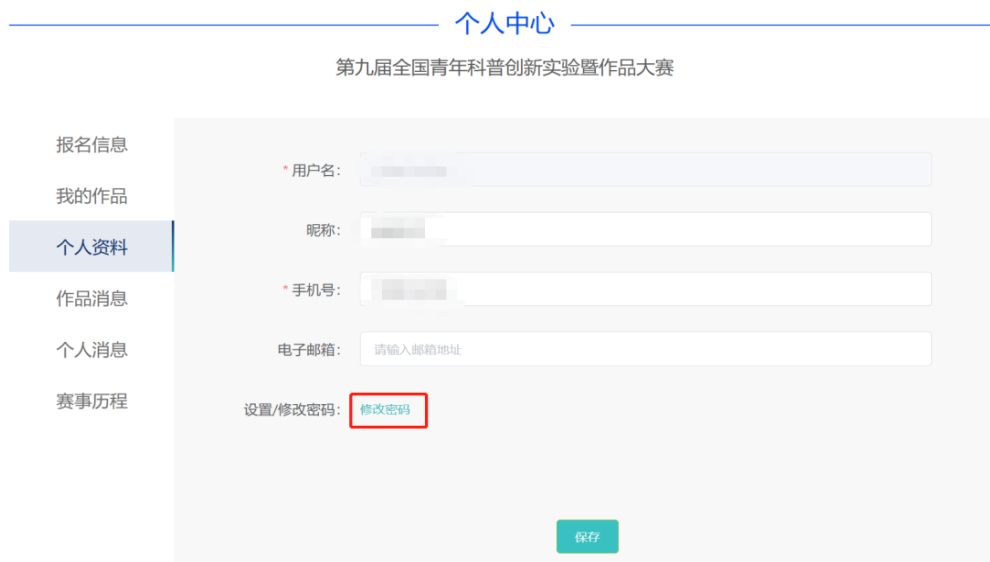 个人中心
第九届全国青年科普创新实验暨作品大赛
报名信息
我的作品
个人资料
作品消息
个人消息
赛事历程
*用户名：
昵称：
*手机号：
电子邮箱： 请输入邮箱地址
设置/修改密码： 修改密码
保存